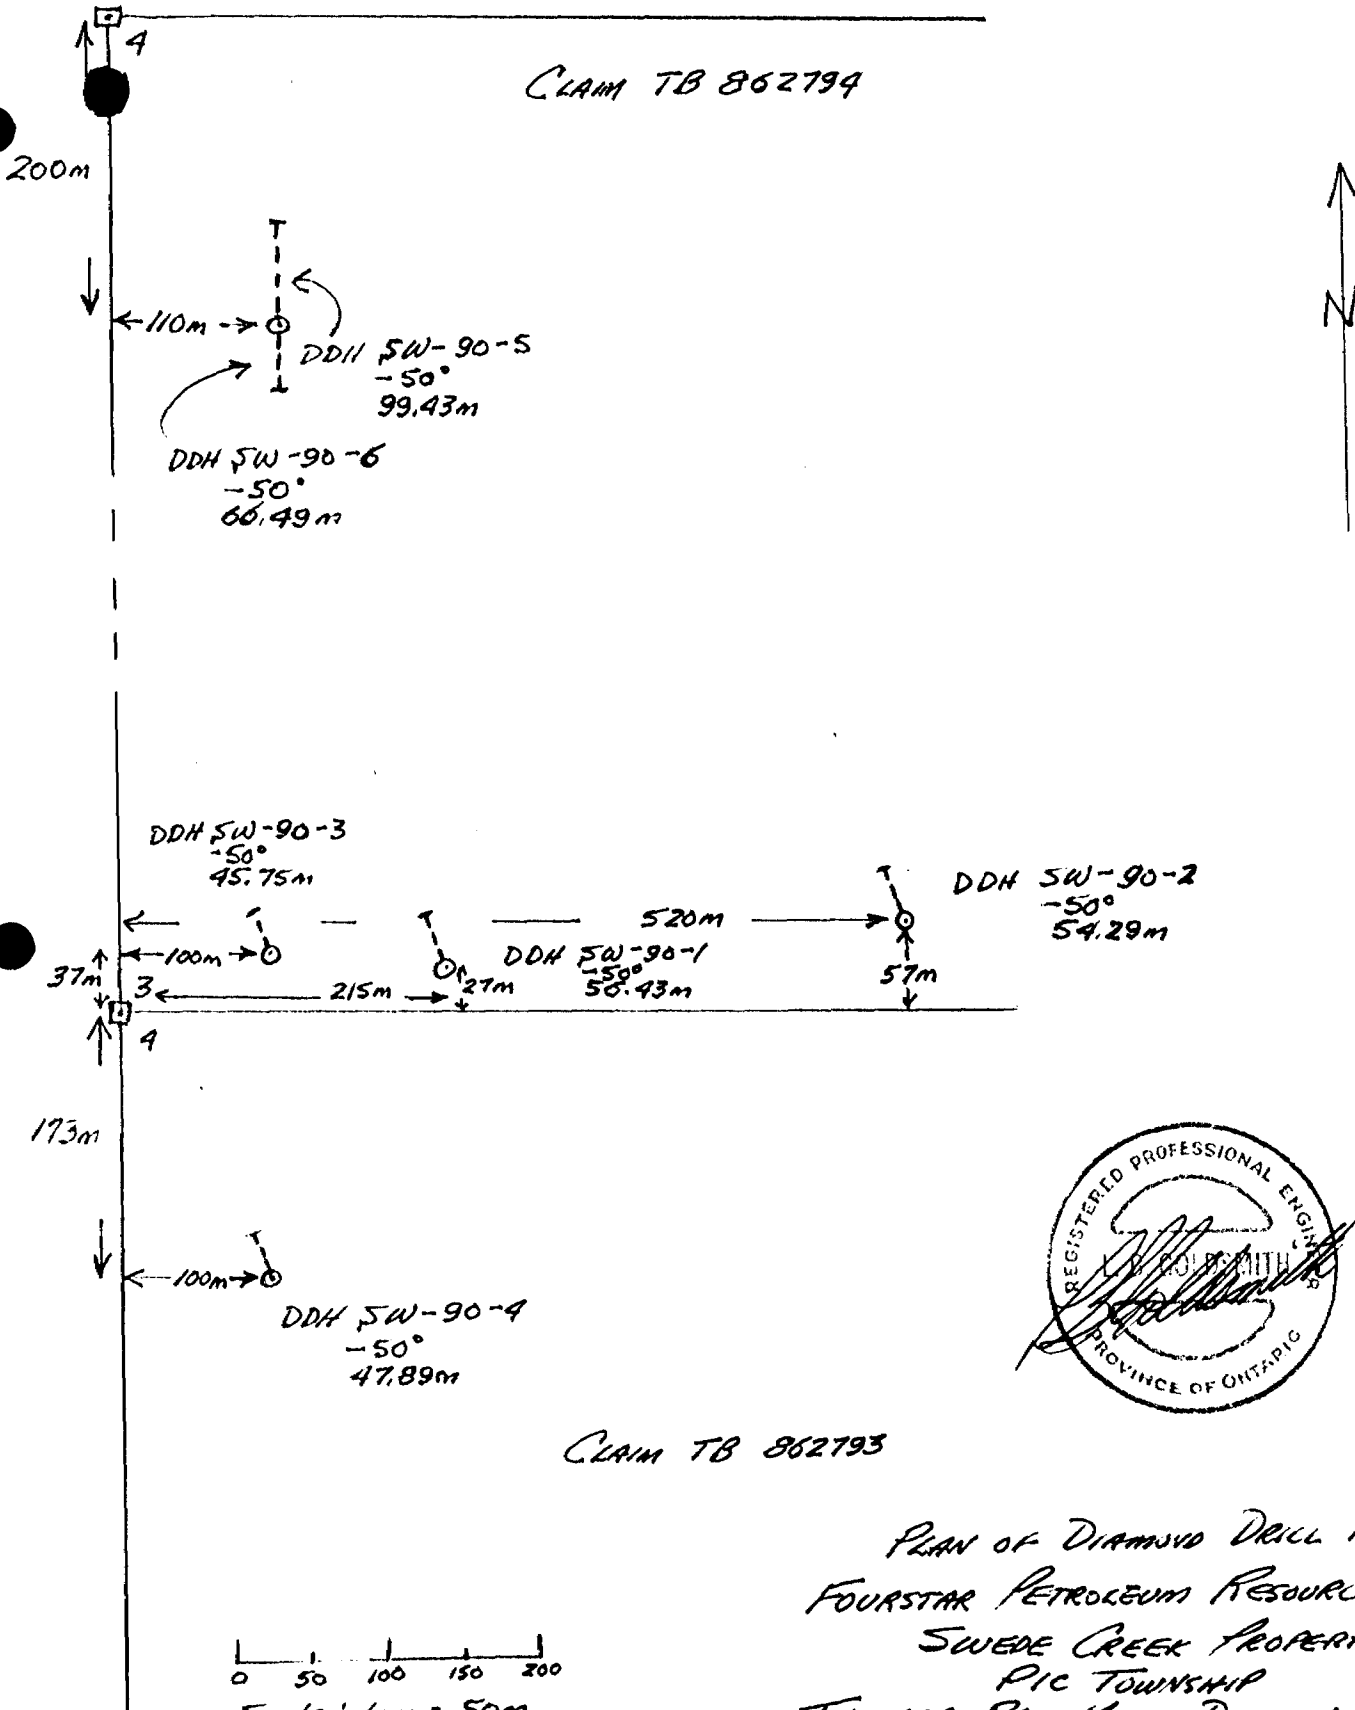 4
CLAIM TB 862794
200m
N
110m
DDH SW-90-5
-50°
99.43m
DDH SW-90-6
-50°
66.49m
DDH SW-90-3
-50°
45.75m
DDH SW-90-2
-50°
54.29m
520m
100m
DDH SW-90-1
-50°
56.43m
37m
3
215m
27m
57m
4
173m
REGISTERED PROFESSIONAL
L. B. GOLDSMITH
PROVINCE OF ONTARIO
100m
DDH SW-90-4
-50°
47.89m
CLAIM TB 862793
PLAN OF DIAMOND DRILL
FOURSTAR PETROLEUM
SWEDE CREEK
PIC TOWNSHIP
0 50 100 150 200